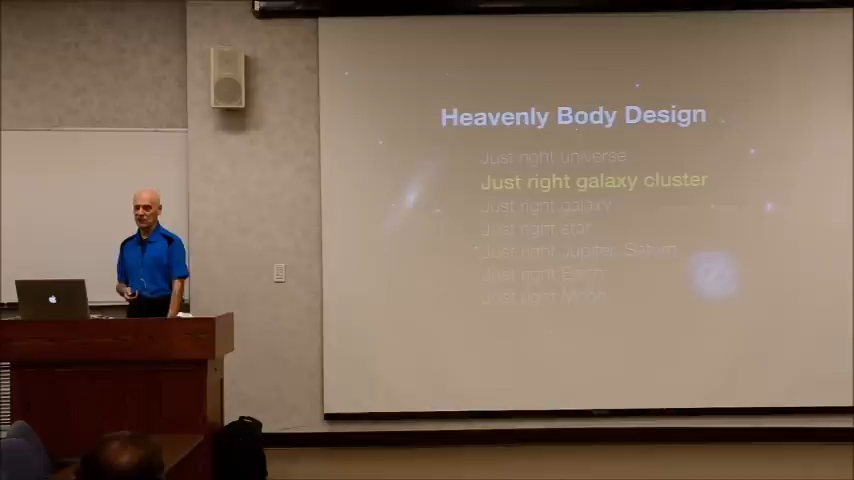 Heavenly Body Design
Just right universe
Just right galaxy cluster
Just right galaxy
Just right star
Just right Jupiter, Saturn
Just right Earth
Just right Moon